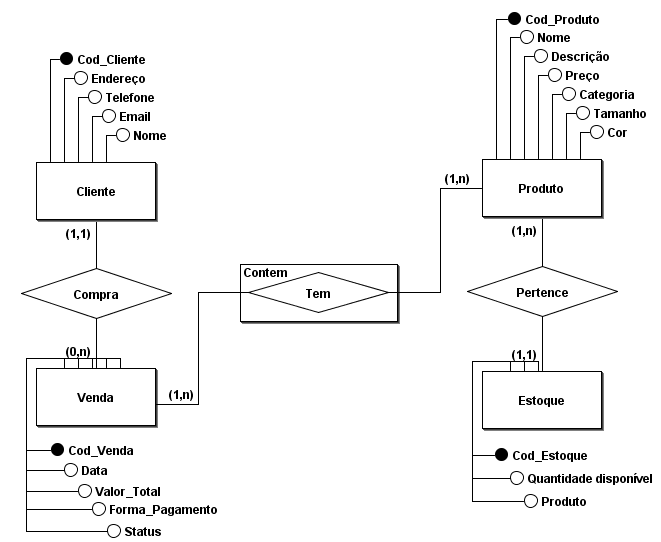 Cod_Cliente
Endereço
Telefone
Email
Nome
Cliente
(1,1)
Compra
(0,n)
Venda
(1,n)
Cod_Venda
Data
Valor_Total
Forma_Pagamento
Status
Contem
Tem
Cod_Produto
Nome
Descrição
Preço
Categoria
Tamanho
Cor
(1,n)
Produto
(1,n)
Pertence
(1,1)
Estoque
Cod_Estoque
Quantidade disponível
Produto